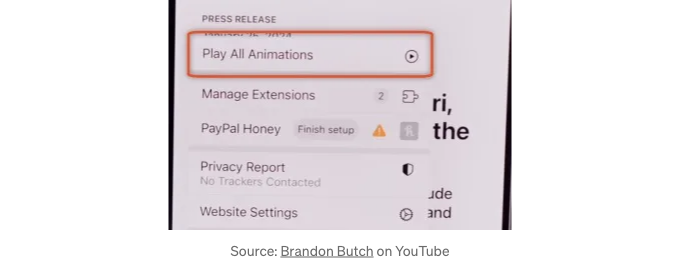 PRESS RELEASE
Play All Animations
Manage Extensions 2
ri,
PayPal Honey Finish setup
the
Privacy Report
No Trackers Contacted
ude
Website Settings
and
Source: Brandon Butch on YouTube